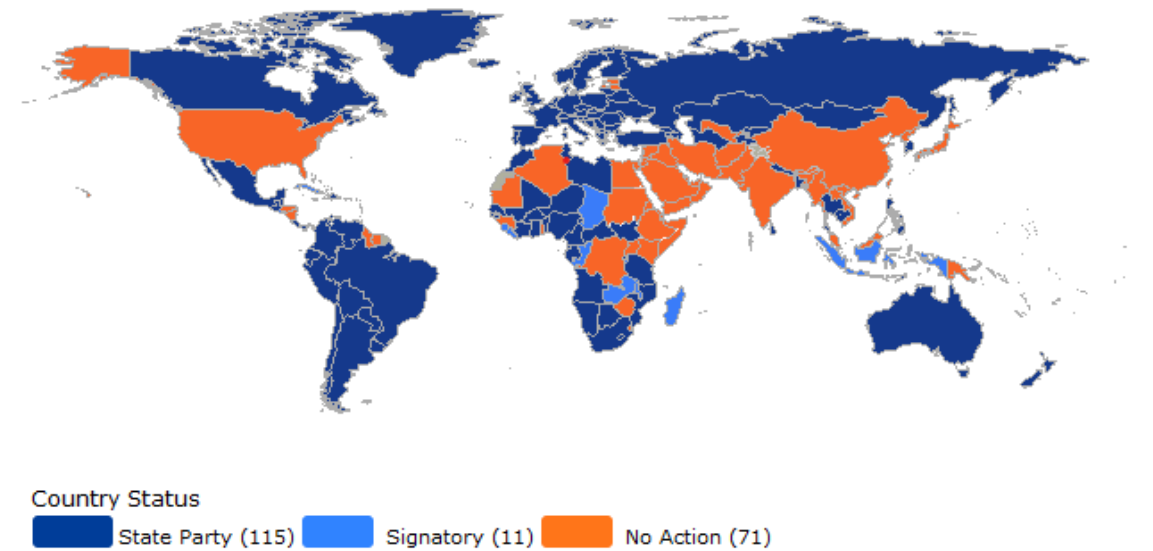 Country Status
State Party (115) Signatory (11) No Action (71)